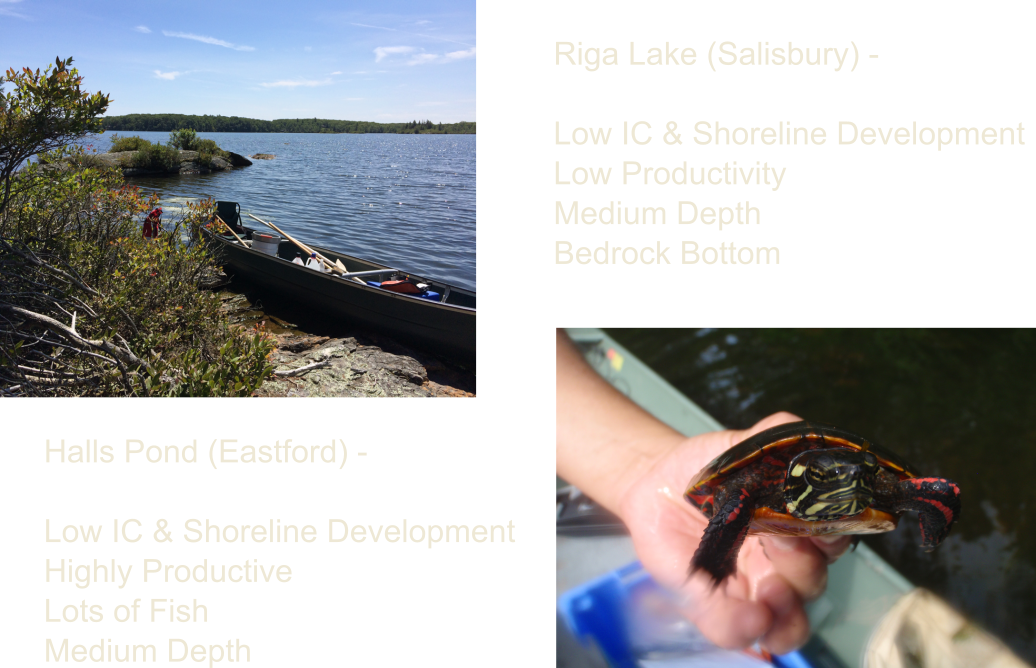 Riga Lake (Salisbury) -
Low IC & Shoreline Development
Low Productivity
Medium Depth
Bedrock Bottom
Halls Pond (Eastford) -
Low IC & Shoreline Development
Highly Productive
Lots of Fish
Medium Depth